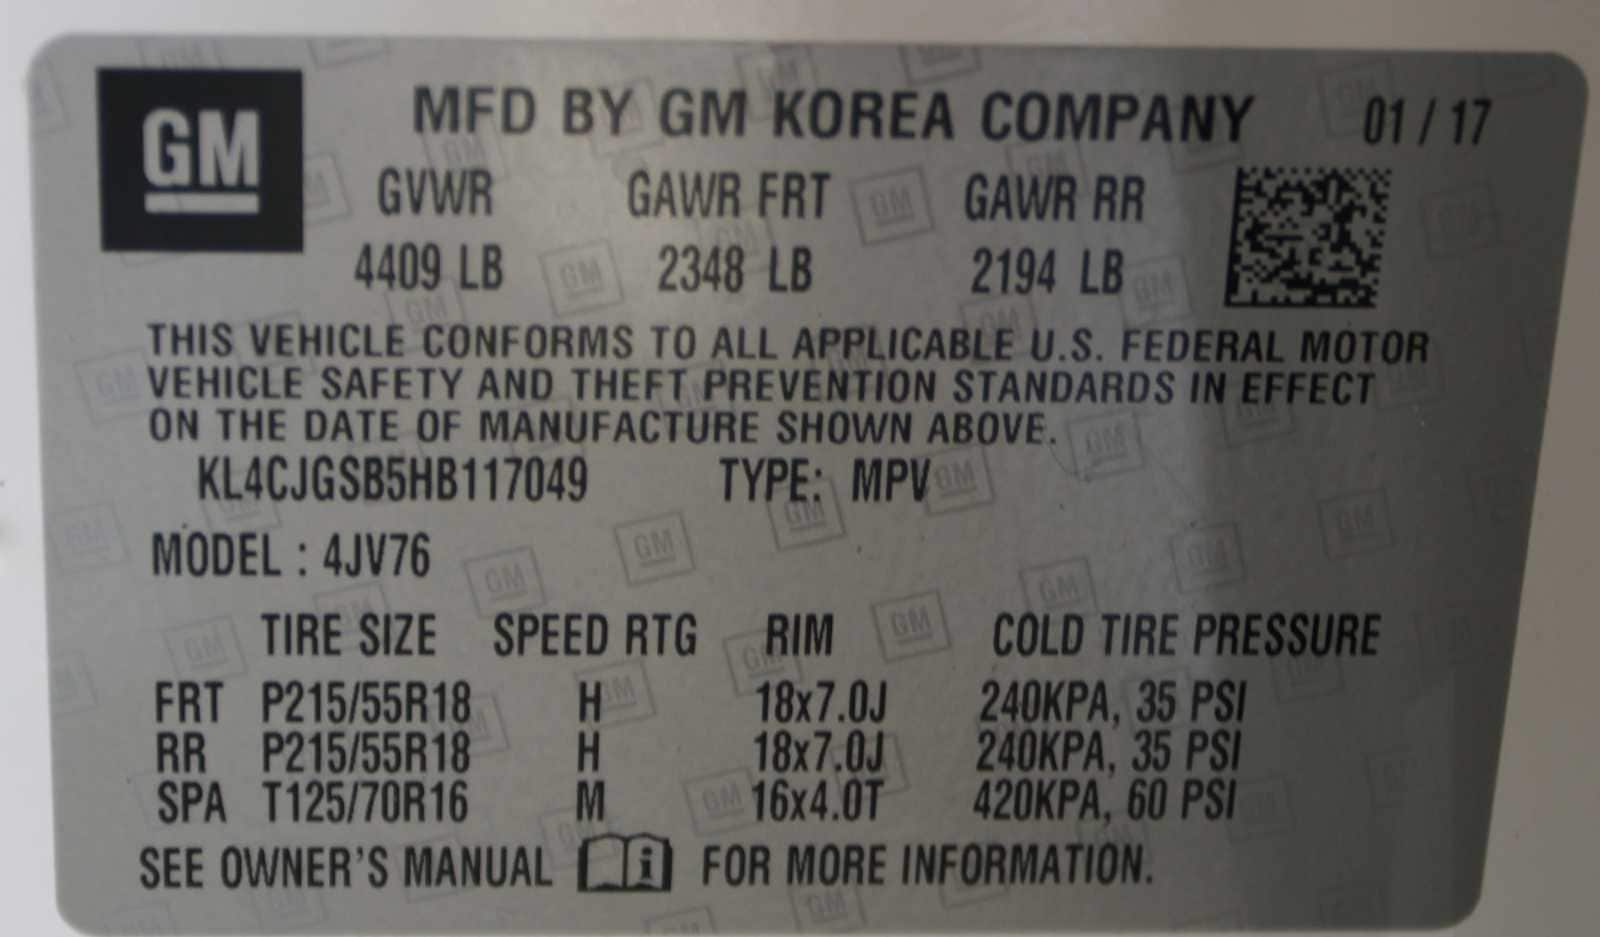 GM
MFD BY GM KOREA COMPANY 01 / 17
GVWR GAWR FRT GAWR RR
4409 LB 2348 LB 2194 LB
THIS VEHICLE CONFORMS TO ALL APPLICABLE U.S. FEDERAL MOTOR
VEHICLE SAFETY AND THEFT PREVENTION STANDARDS IN EFFECT
ON THE DATE OF MANUFACTURE SHOWN ABOVE.
KL4CJGSB5HB117049 TYPE: MPV
MODEL : 4JV76
TIRE SIZE SPEED RTG RIM COLD TIRE PRESSURE
FRT P215/55R18 H 18x7.0J 240KPA, 35 PSI
RR P215/55R18 H 18x7.0J 240KPA, 35 PSI
SPA T125/70R16 M 16x4.0T 420KPA, 60 PSI
SEE OWNER'S MANUAL i FOR MORE INFORMATION.